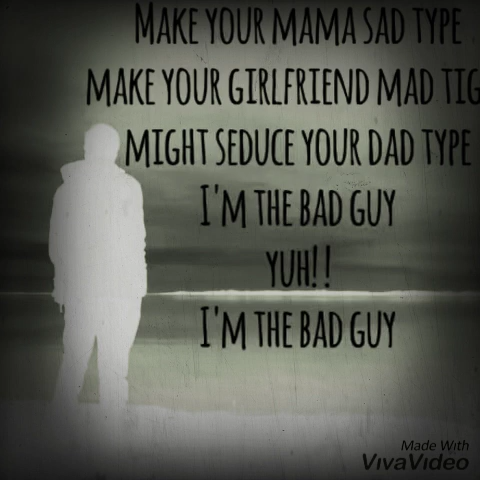 Make your mama sad type
make your girlfriend mad tig
might seduce your dad type
I'm the bad guy
yuh!!
I'm the bad guy
Made With
VivaVideo